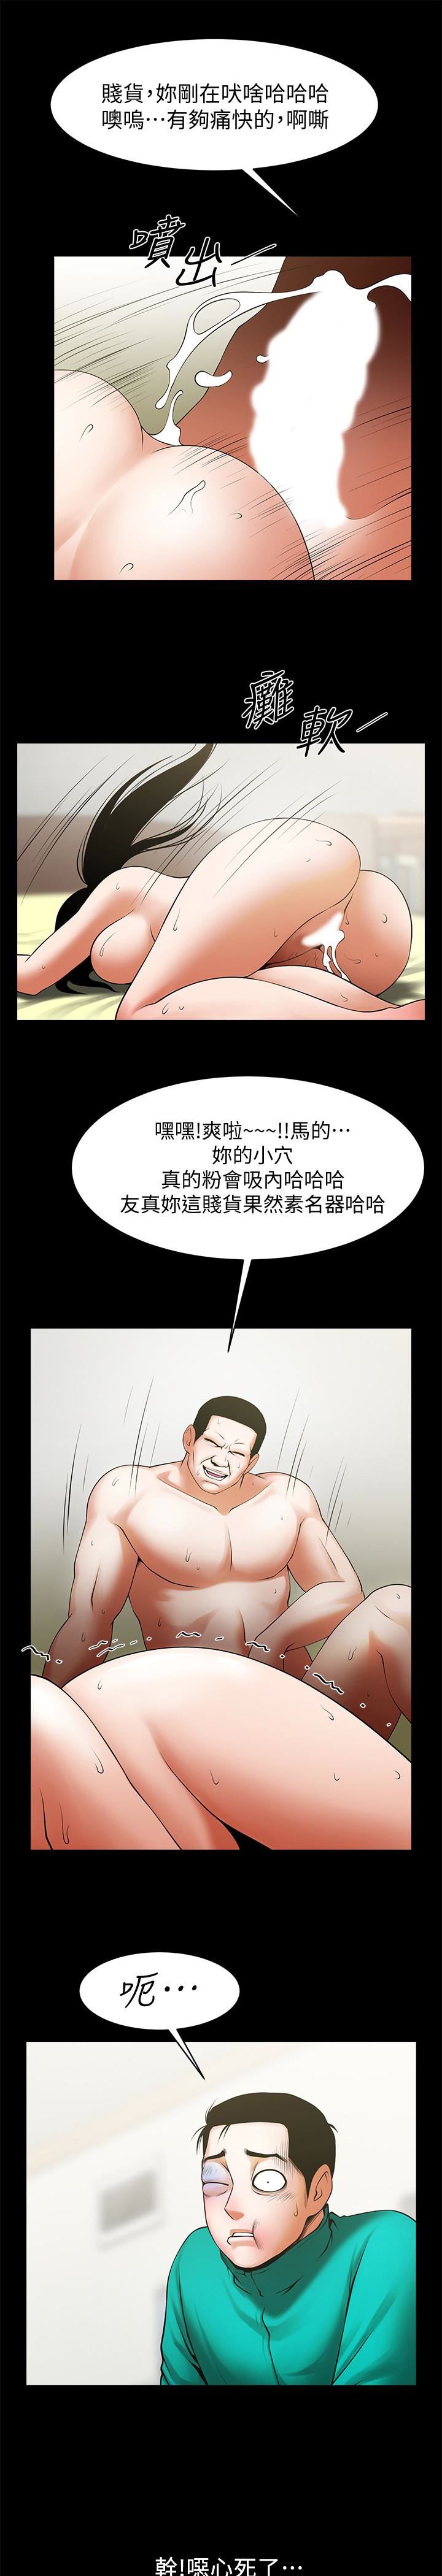 賤貨，妳剛在吠啥哈哈哈
噢嗚⋯有夠痛快的，啊嘶
噴出一
癱軟一
嘿嘿!爽啦~~~!!馬的⋯
妳的小穴
真的粉會吸內哈哈哈
友真妳這賤貨果然素名器哈哈
呃⋯
幹!噁心死了⋯